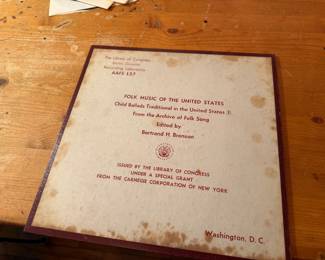 The Library of Congress
Music Division
Recording Laboratory
AAFS L57
FOLK MUSIC OF THE UNITED STATES
Child Ballads Traditional in the United States (I)
From the Archive of Folk Song
Edited by
Bertrand H. Bronson
ISSUED BY THE LIBRARY OF CONGRESS
UNDER A SPECIAL GRANT
FROM THE CARNEGIE CORPORATION OF NEW YORK
Washington, D. C.